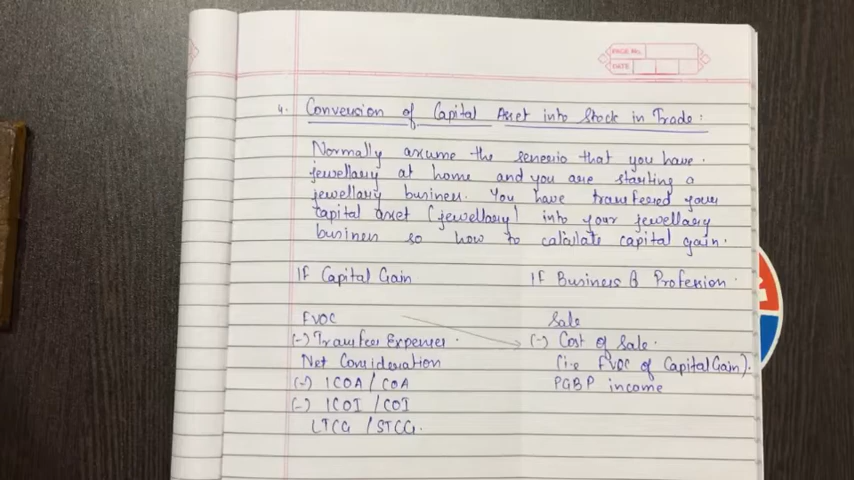 PAGE No.
DATE
4. Conversion of Capital Asset into Stock in Trade:
Normally assume the senerio that you have
jewellary at home and you are starting a
jewellary business. You have transfered your
capital asset (jewellary) into your jewellary
business so how to calculate capital gain.
If Capital Gain
If Business & Profession.
FVOC
Sale
(-) Transfer Expenses.
(-) Cost of Sale.
Net Consideration
(i.e FVOC of Capital Gain).
(-) ICOA / COA
PGBP income
(-) ICOI / COI
LTCG / STCG.